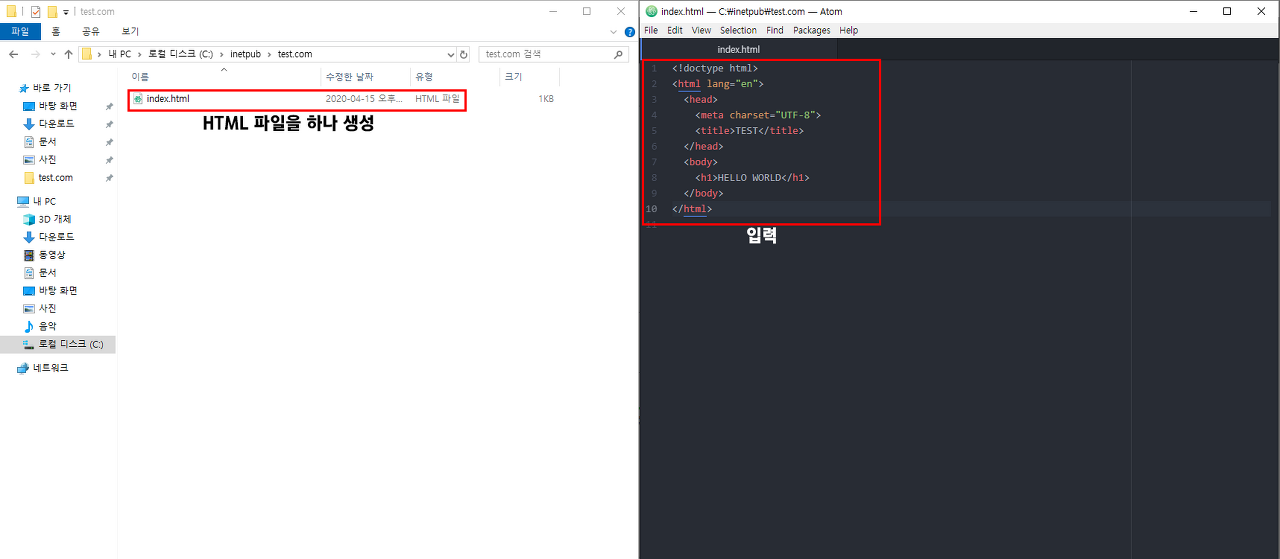 test.com
파일 홈 공유 보기
내 PC > 로컬 디스크 (C:) > inetpub > test.com
test.com 검색
이름 수정한 날짜 유형 크기
index.html 2020-04-15 오후... HTML 파일 1KB
HTML 파일을 하나 생성
바로 가기
바탕 화면
다운로드
문서
사진
test.com
내 PC
3D 개체
다운로드
동영상
문서
바탕 화면
사진
음악
로컬 디스크 (C:)
네트워크
index.html — C:₩inetpub₩test.com — Atom
File Edit View Selection Find Packages Help
index.html
1 <!doctype html>
2 <html lang="en">
3 <head>
4 <meta charset="UTF-8">
5 <title>TEST</title>
6 </head>
7 <body>
8 <h1>HELLO WORLD</h1>
9 </body>
10 </html>
11
입력